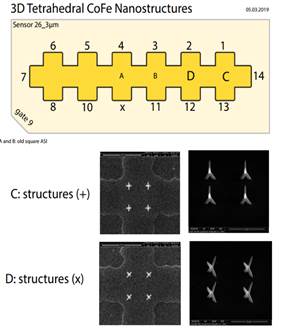 3D Tetrahedral CoFe Nanostructures
05.03.2019
Sensor 26_3μm
6 5 4 3 2 1
7 A B D C 14
8 10 x 11 12 13
gate 9
A and B: old square ASI
C: structures (+)
D: structures (x)